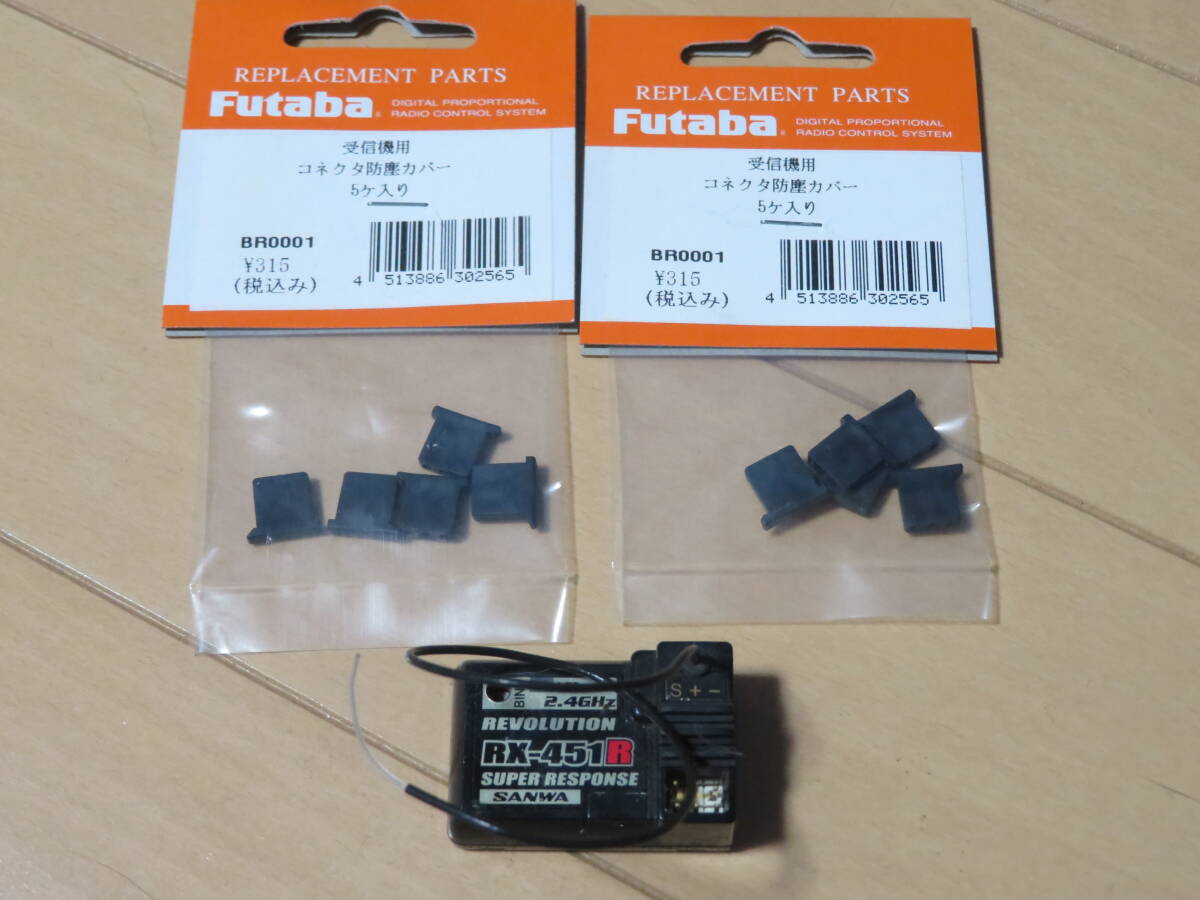 REPLACEMENT PARTS
Futaba® DIGITAL PROPORTIONAL
RADIO CONTROL SYSTEM
受信機用
コネクタ防塵カバー
5ケ入り
BR0001
¥315
(税込み)
4 513886 302565
REPLACEMENT PARTS
Futaba® DIGITAL PROPORTIONAL
RADIO CONTROL SYSTEM
受信機用
コネクタ防塵カバー
5ケ入り
BR0001
¥315
(税込み)
4 513886 302565
S + -
BIN
2.4GHz
REVOLUTION
RX-451R
SUPER RESPONSE
SANWA